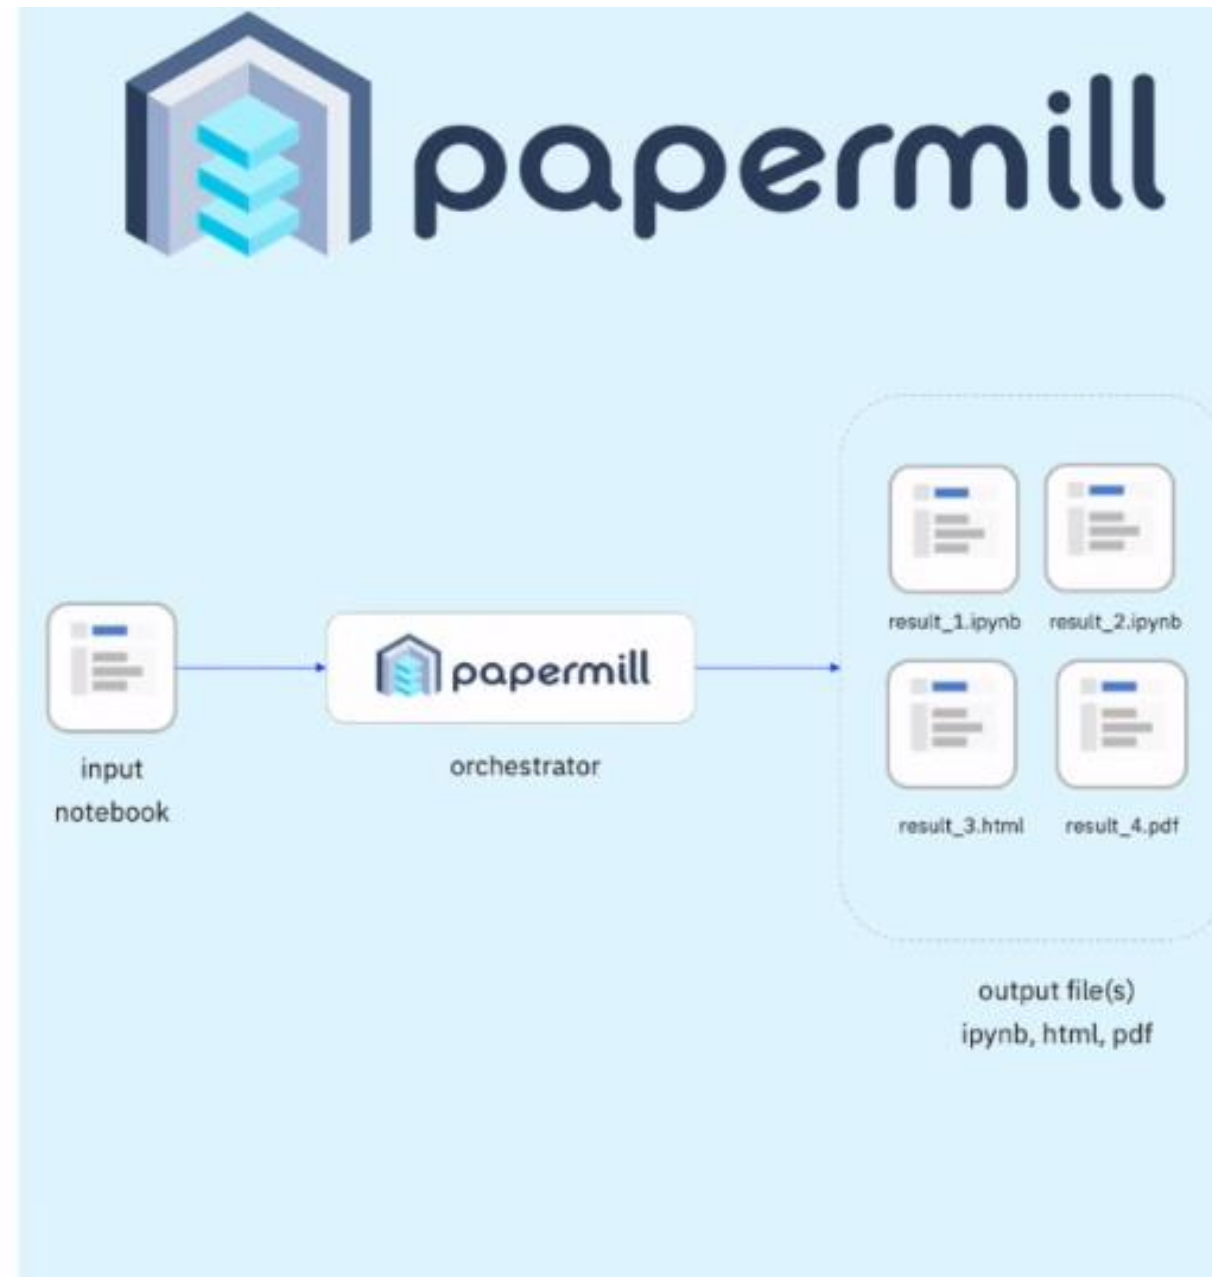 papermill
input
notebook
papermill
orchestrator
result_1.ipynb
result_2.ipynb
result_3.html
result_4.pdf
output file(s)
ipynb, html, pdf